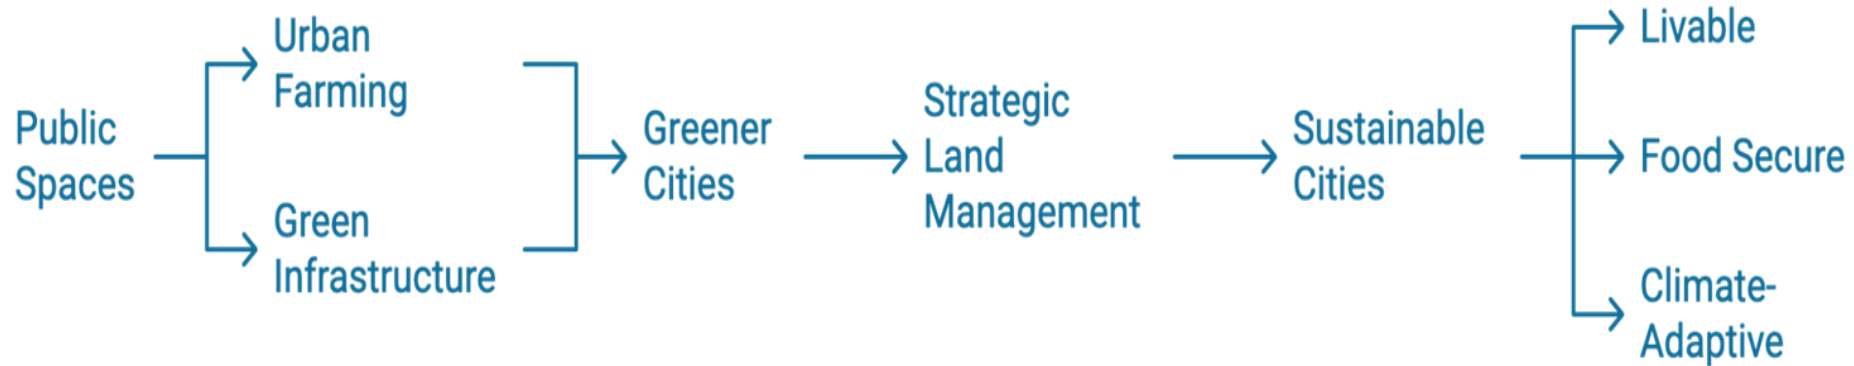 Public
Spaces
Urban
Farming
Green
Infrastructure
Greener
Cities
Strategic
Land
Management
Sustainable
Cities
Livable
Food Secure
Climate-
Adaptive